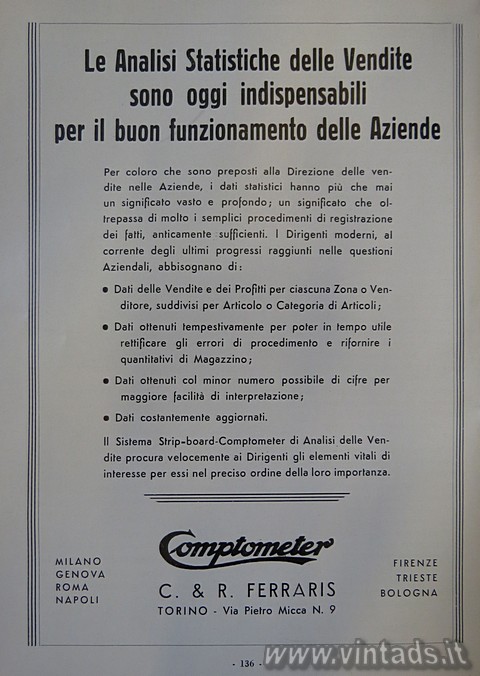 Le Analisi Statistiche delle Vendite
sono oggi indispensabili
per il buon funzionamento delle Aziende
Per coloro che sono preposti alla Direzione delle ven-
dite nelle Aziende, i dati statistici hanno più che mai
un significato vasto e profondo; un significato che ol-
trepassa di molto i semplici procedimenti di registrazione
dei fatti, anticamente sufficienti. I Dirigenti moderni, al
corrente degli ultimi progressi raggiunti nelle questioni
Aziendali, abbisognano di:
• Dati delle Vendite e dei Profitti per ciascuna Zona o Ven-
ditore, suddivisi per Articolo o Categoria di Articoli;
• Dati ottenuti tempestivamente per poter in tempo utile
rettificare gli errori di procedimento e rifornire i
quantitativi di Magazzino;
• Dati ottenuti col minor numero possibile di cifre per
maggiore facilità di interpretazione;
• Dati costantemente aggiornati.
Il Sistema Strip-board-Comptometer di Analisi delle Ven-
dite procura velocemente ai Dirigenti gli elementi vitali di
interesse per essi nel preciso ordine della loro importanza.
Comptometer
C. & R. FERRARIS
TORINO - Via Pietro Micca N. 9
MILANO
GENOVA
ROMA
NAPOLI
FIRENZE
TRIESTE
BOLOGNA
- 136 -
www.vintads.it